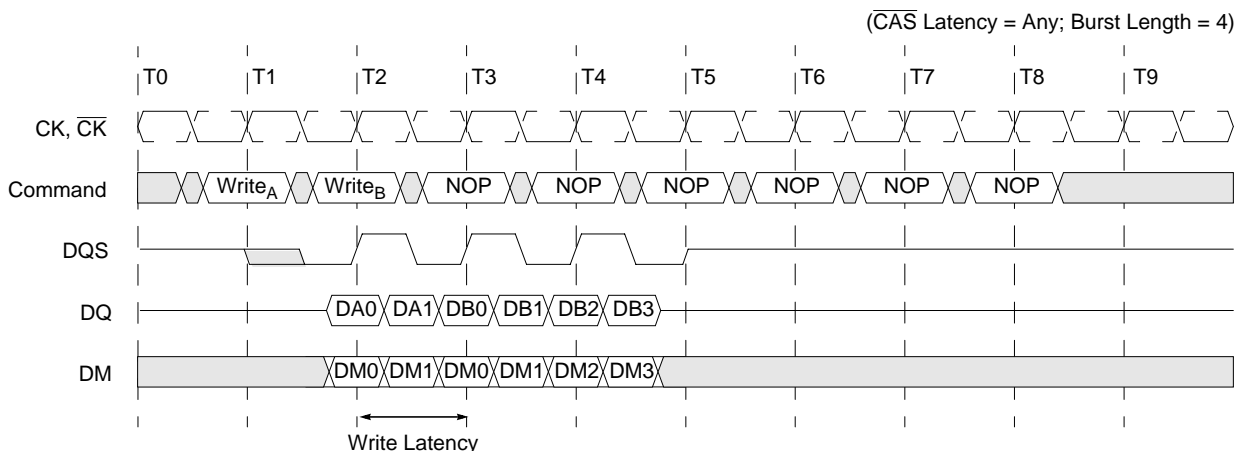 (CAS Latency = Any; Burst Length = 4)
T0 T1 T2 T3 T4 T5 T6 T7 T8 T9
CK, CK
Command WriteA WriteB NOP NOP NOP NOP NOP NOP
DQS
DQ DA0 DA1 DB0 DB1 DB2 DB3
DM DM0 DM1 DM0 DM1 DM2 DM3
Write Latency